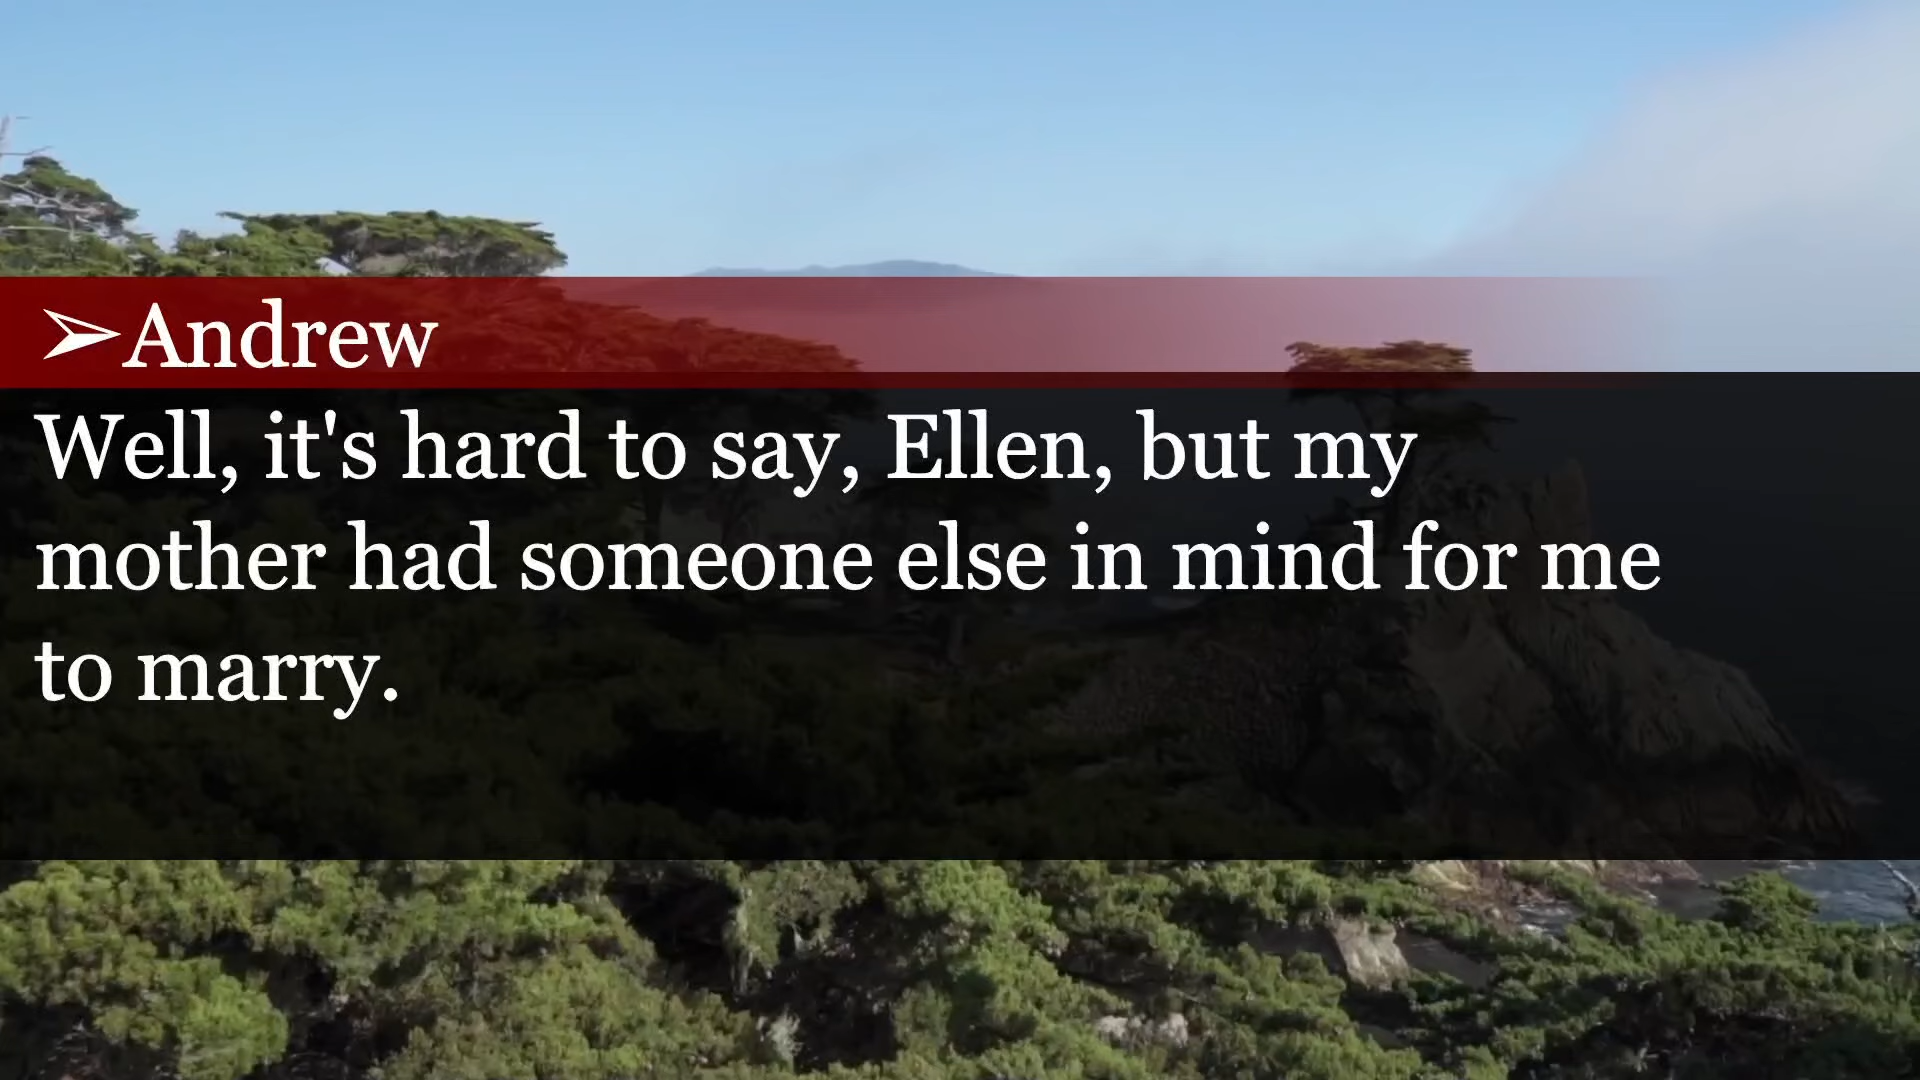 ➢Andrew
Well, it's hard to say, Ellen, but my
mother had someone else in mind for me
to marry.